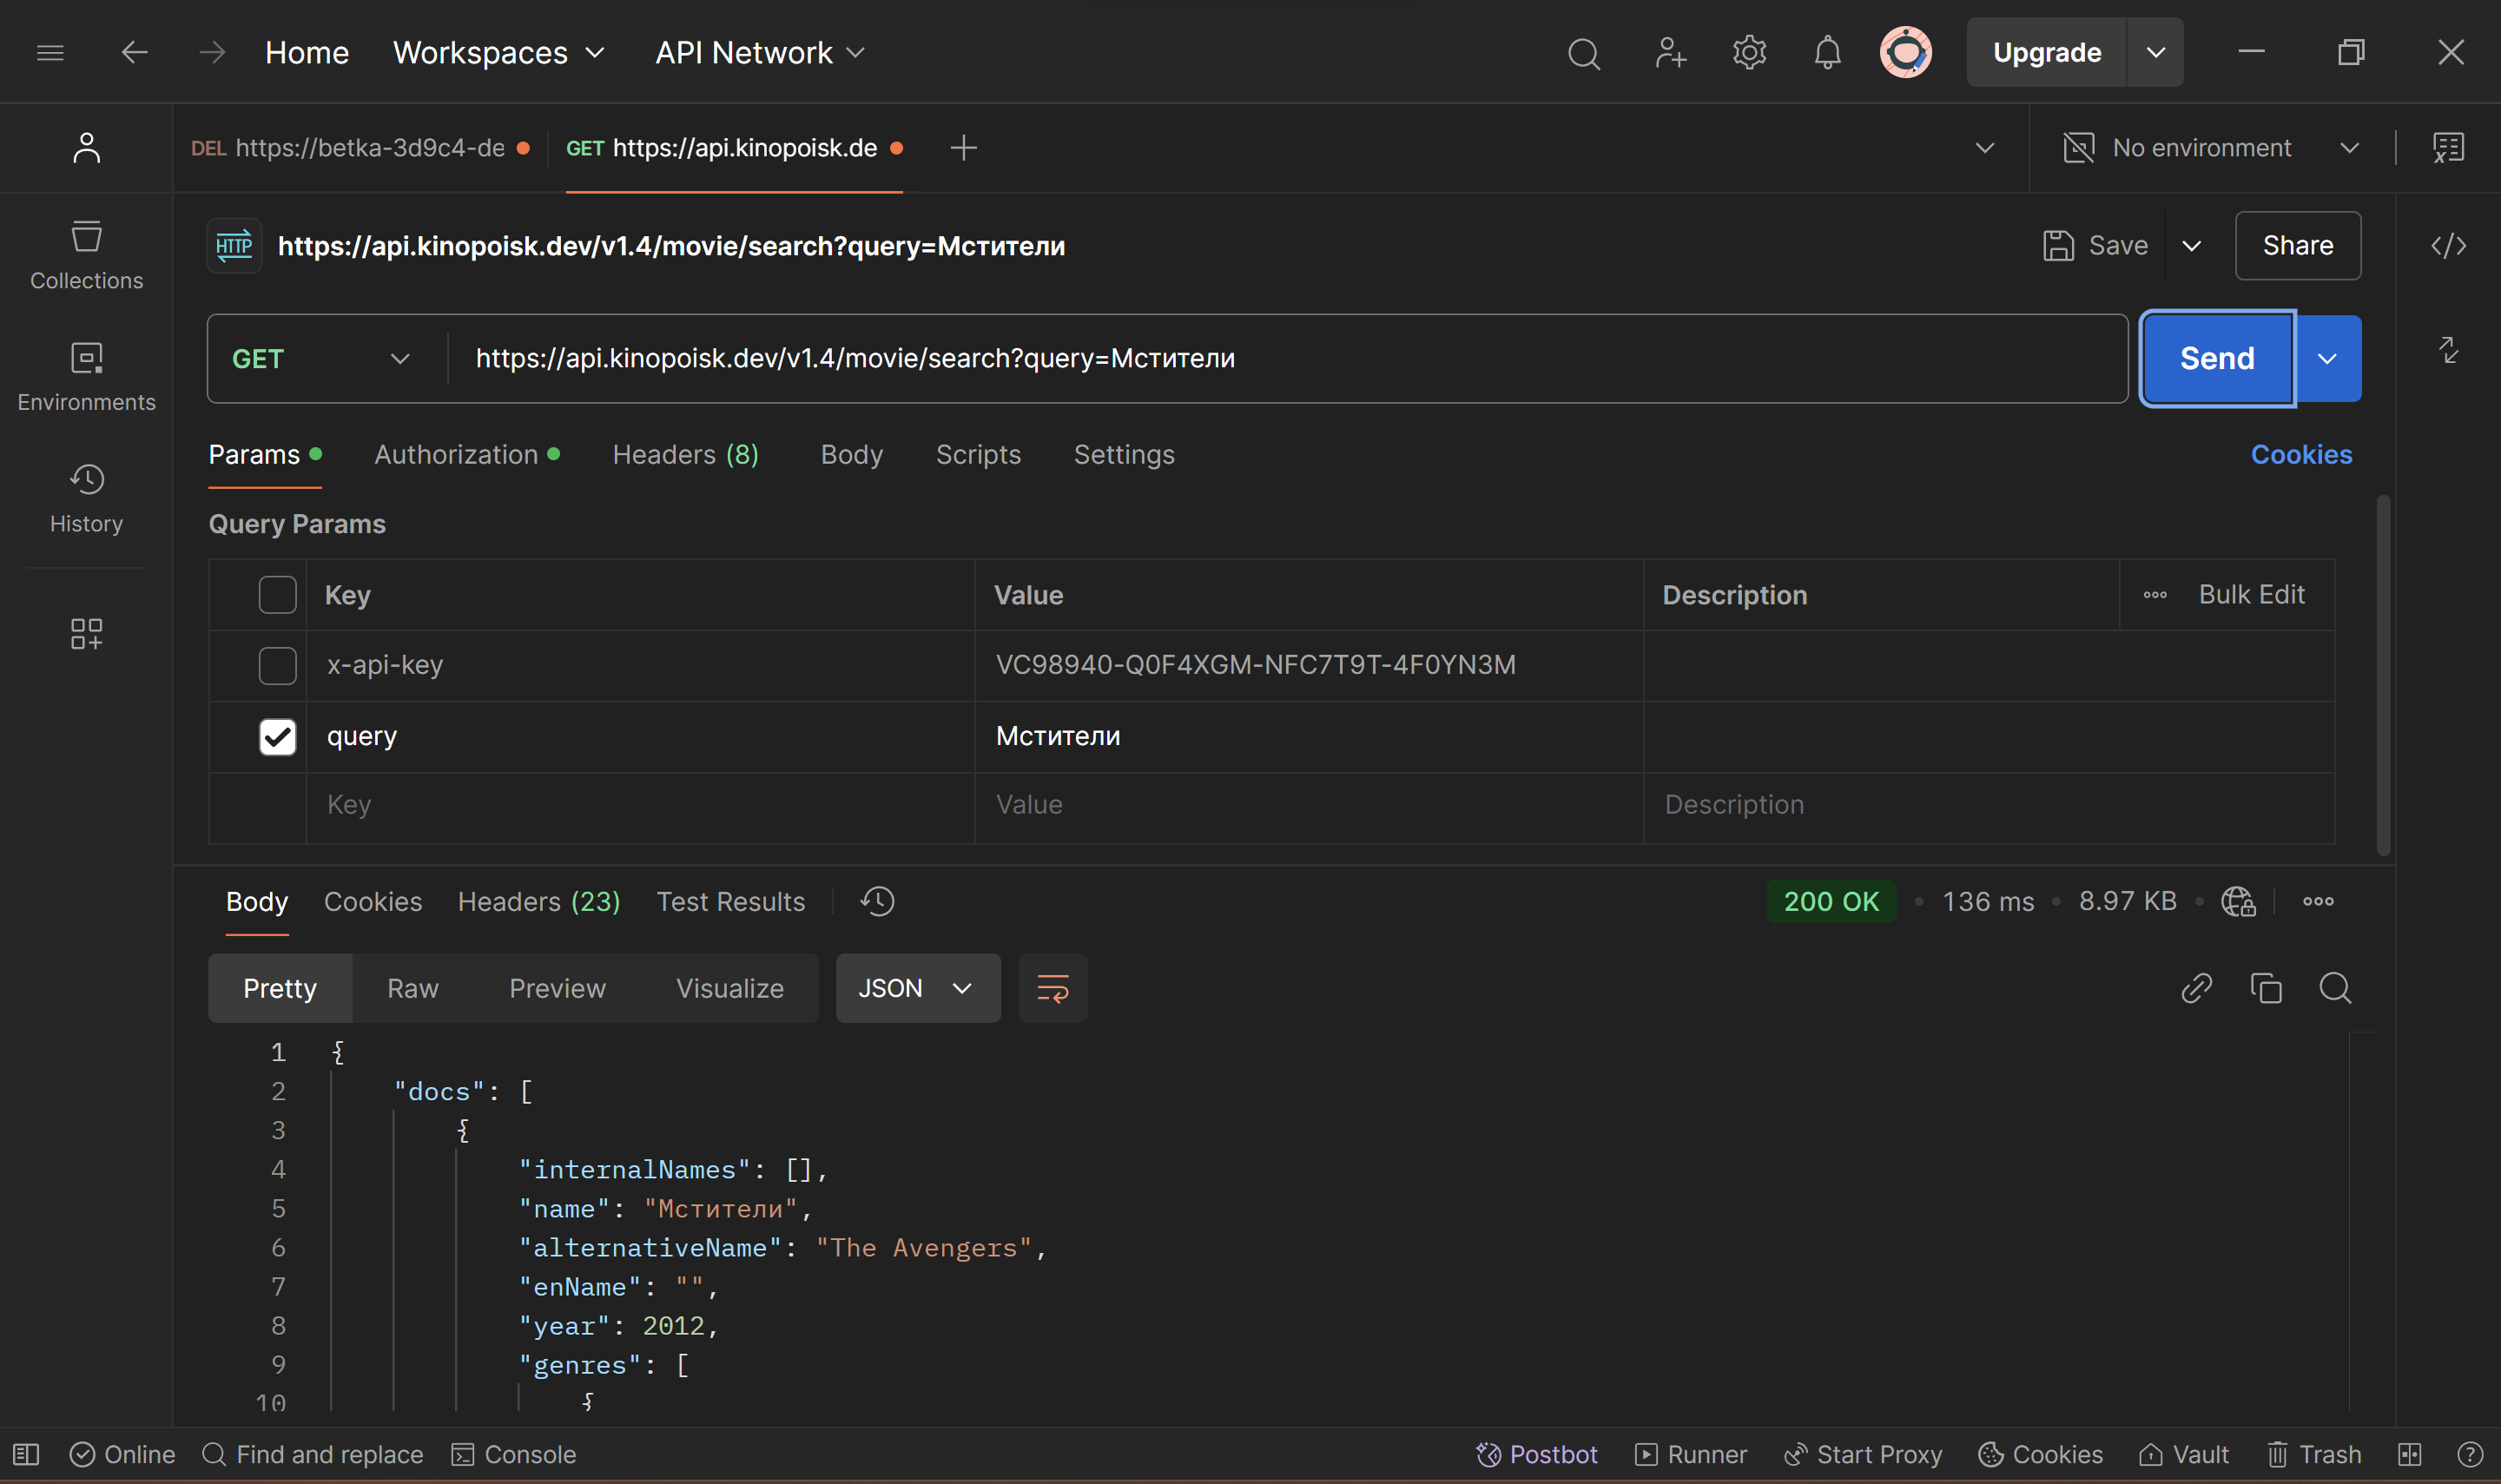 Home Workspaces API Network Upgrade
DEL https://betka-3d9c4-de GET https://api.kinopoisk.de No environment
HTTP https://api.kinopoisk.dev/v1.4/movie/search?query=Мстители Save Share
Collections
Environments
History
GET https://api.kinopoisk.dev/v1.4/movie/search?query=Мстители Send
Params Authorization Headers (8) Body Scripts Settings Cookies
Query Params
Key Value Description Bulk Edit
x-api-key VC98940-Q0F4XGM-NFC7T9T-4F0YN3M
query Мстители
Key Value Description
Body Cookies Headers (23) Test Results 200 OK 136 ms 8.97 KB
Pretty Raw Preview Visualize JSON
1 {
2 "docs": [
3 {
4 "internalNames": [],
5 "name": "Мстители",
6 "alternativeName": "The Avengers",
7 "enName": "",
8 "year": 2012,
9 "genres": [
10 {
Online Find and replace Console Postbot Runner Start Proxy Cookies Vault Trash